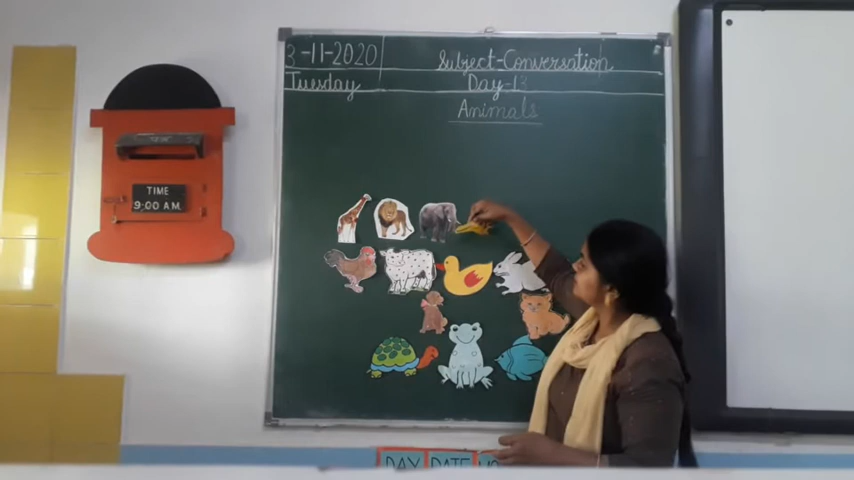 3-11-2020
Tuesday
Subject-Conversation
Day-13
Animals
TIME
9:00 A.M.
DAY DATE